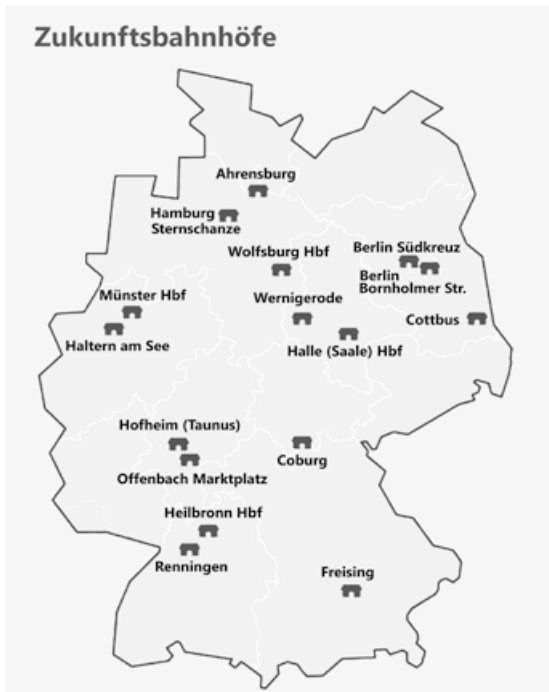 Zukunftsbahnhöfe
Ahrensburg
Hamburg
Sternschanze
Wolfsburg Hbf
Berlin Südkreuz
Berlin
Bornholmer Str.
Münster Hbf
Wernigerode
Cottbus
Haltern am See
Halle (Saale) Hbf
Hofheim (Taunus)
Coburg
Offenbach Marktplatz
Heilbronn Hbf
Renningen
Freising